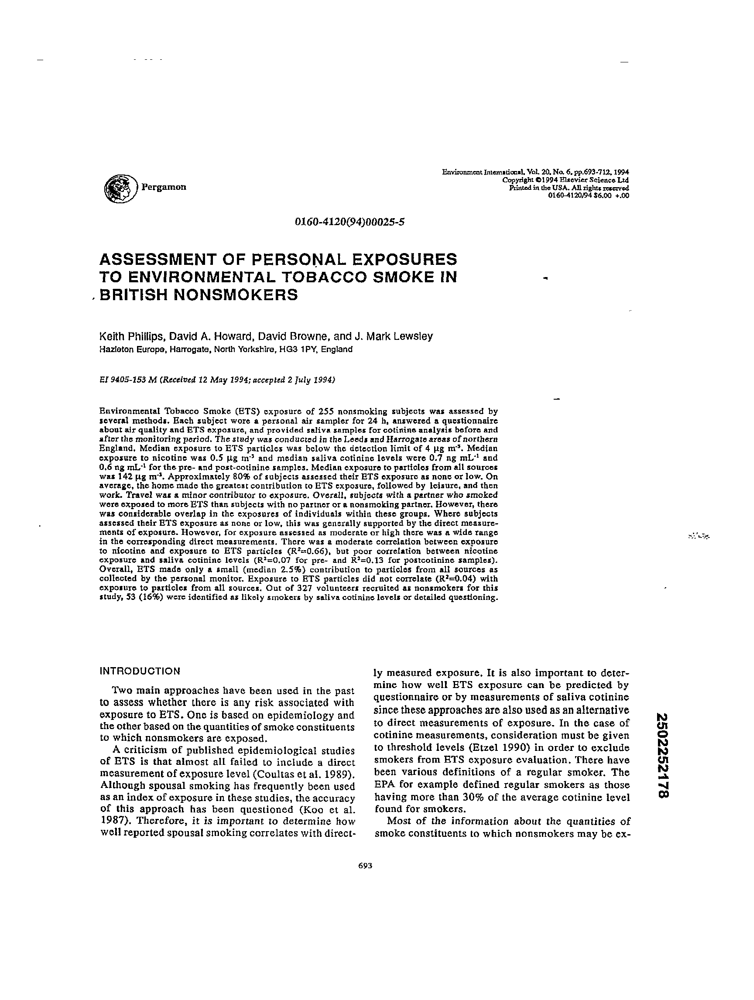 Pergamon
Environment International, Vol. 20, No. 6, pp.693-712, 1994
Copyright ©1994 Elsevier Science Ltd
Printed in the USA. All rights reserved
0160-4120/94 $6.00 +.00
0160-4120(94)00025-5
ASSESSMENT OF PERSONAL EXPOSURES
TO ENVIRONMENTAL TOBACCO SMOKE IN
BRITISH NONSMOKERS
Keith Phillips, David A. Howard, David Browne, and J. Mark Lewsley
Hazleton Europe, Harrogate, North Yorkshire, HG3 1PY, England
EI 9405-153 M (Received 12 May 1994; accepted 2 July 1994)
Environmental Tobacco Smoke (ETS) exposure of 255 nonsmoking subjects was assessed by
several methods. Each subject wore a personal air sampler for 24 h, answered a questionnaire
about air quality and ETS exposure, and provided saliva samples for cotinine analysis before and
after the monitoring period. The study was conducted in the Leeds and Harrogate areas of northern
England. Median exposure to ETS particles was below the detection limit of 4 µg m⁻³. Median
exposure to nicotine was 0.5 µg m⁻³ and median saliva cotinine levels were 0.7 ng mL⁻¹ and
0.6 ng mL⁻¹ for the pre- and post-cotinine samples. Median exposure to particles from all sources
was 142 µg m⁻³. Approximately 80% of subjects assessed their ETS exposure as none or low. On
average, the home made the greatest contribution to ETS exposure, followed by leisure, and then
work. Travel was a minor contributor to exposure. Overall, subjects with a partner who smoked
were exposed to more ETS than subjects with no partner or a nonsmoking partner. However, there
was considerable overlap in the exposures of individuals within these groups. Where subjects
assessed their ETS exposure as none or low, this was generally supported by the direct measure-
ments of exposure. However, for exposure assessed as moderate or high there was a wide range
in the corresponding direct measurements. There was a moderate correlation between exposure
to nicotine and exposure to ETS particles (R²=0.66), but poor correlation between nicotine
exposure and saliva cotinine levels (R²=0.07 for pre- and R²=0.13 for postcotinine samples).
Overall, ETS made only a small (median 2.5%) contribution to particles from all sources as
collected by the personal monitor. Exposure to ETS particles did not correlate (R²=0.04) with
exposure to particles from all sources. Out of 327 volunteers recruited as nonsmokers for this
study, 53 (16%) were identified as likely smokers by saliva cotinine levels or detailed questioning.
INTRODUCTION
Two main approaches have been used in the past
to assess whether there is any risk associated with
exposure to ETS. One is based on epidemiology and
the other based on the quantities of smoke constituents
to which nonsmokers are exposed.
A criticism of published epidemiological studies
of ETS is that almost all failed to include a direct
measurement of exposure level (Coultas et al. 1989).
Although spousal smoking has frequently been used
as an index of exposure in these studies, the accuracy
of this approach has been questioned (Koo et al.
1987). Therefore, it is important to determine how
well reported spousal smoking correlates with direct-
ly measured exposure. It is also important to deter-
mine how well ETS exposure can be predicted by
questionnaire or by measurements of saliva cotinine
since these approaches are also used as an alternative
to direct measurements of exposure. In the case of
cotinine measurements, consideration must be given
to threshold levels (Etzel 1990) in order to exclude
smokers from ETS exposure evaluation. There have
been various definitions of a regular smoker. The
EPA for example defined regular smokers as those
having more than 30% of the average cotinine level
found for smokers.
Most of the information about the quantities of
smoke constituents to which nonsmokers may be ex-
693
2502252178